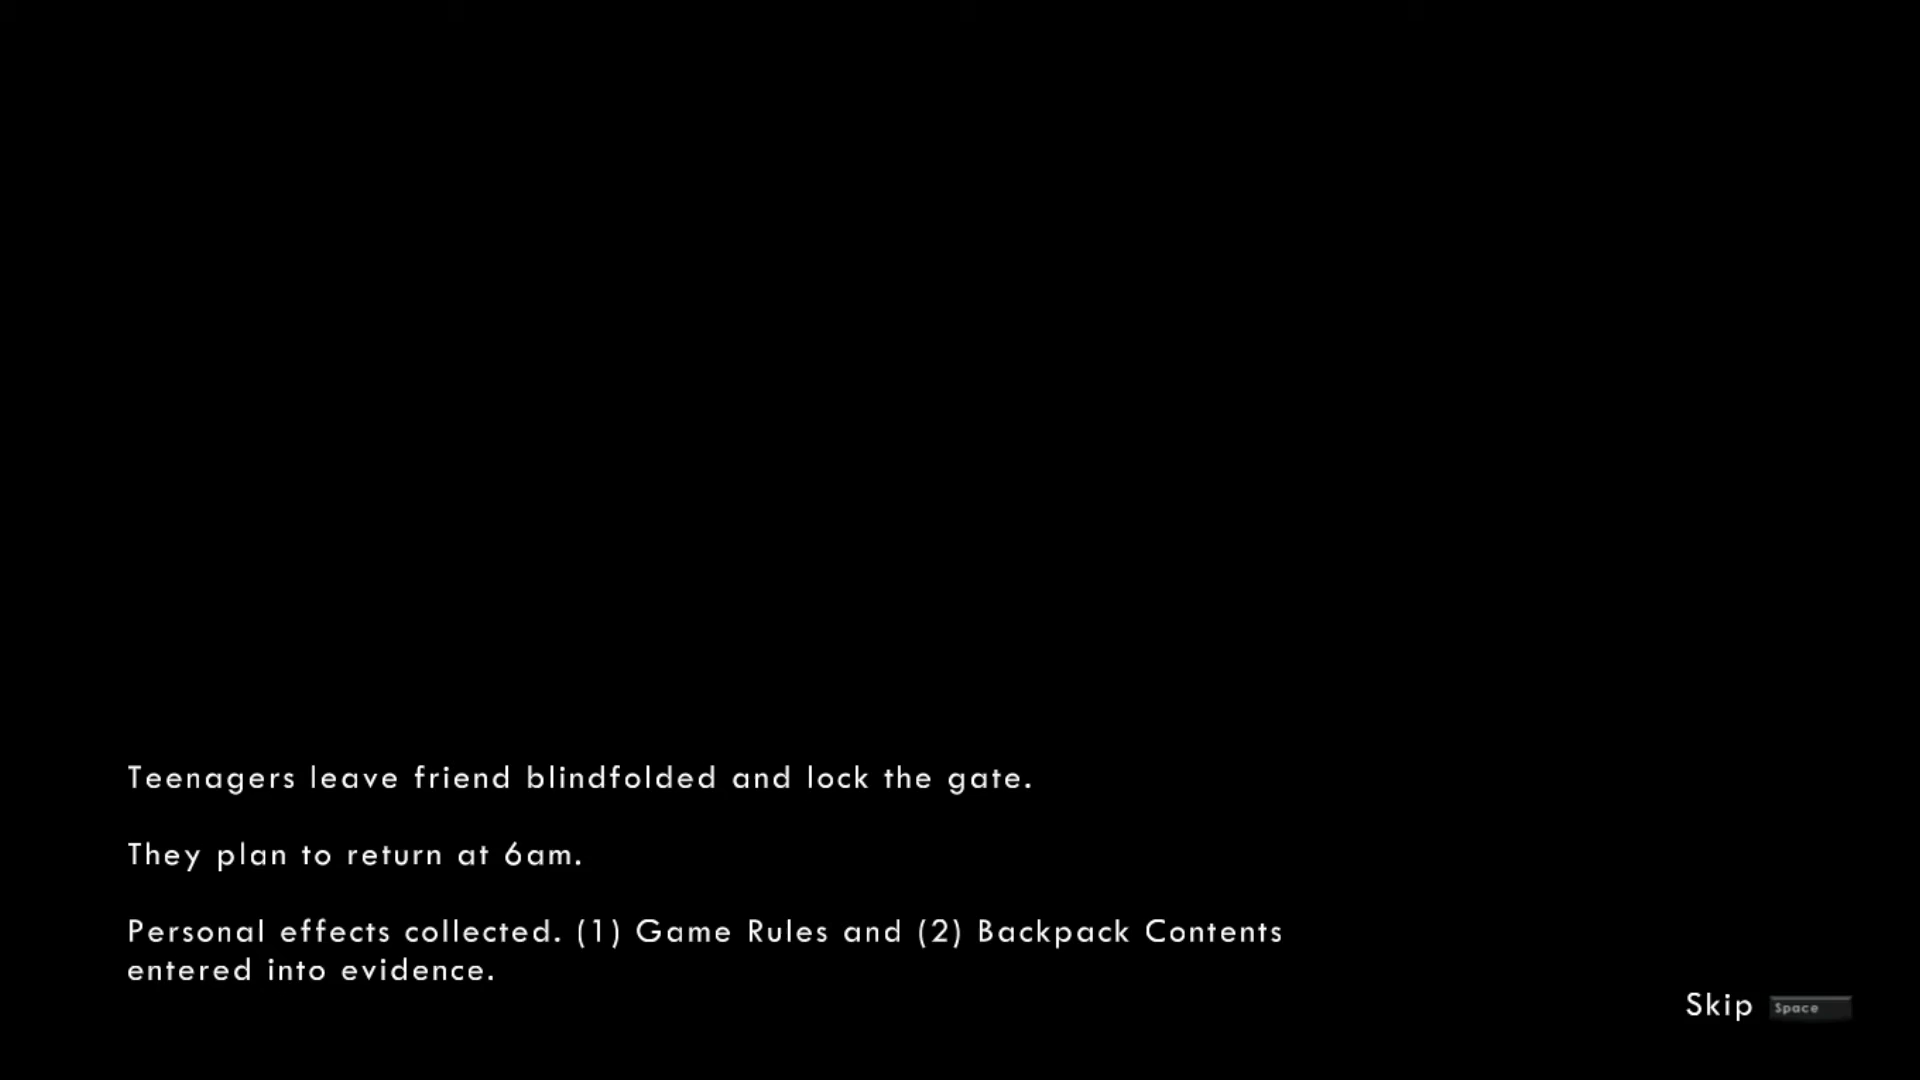 Teenagers leave friend blindfolded and lock the gate.
They plan to return at 6am.
Personal effects collected. (1) Game Rules and (2) Backpack Contents
entered into evidence.
Skip Space